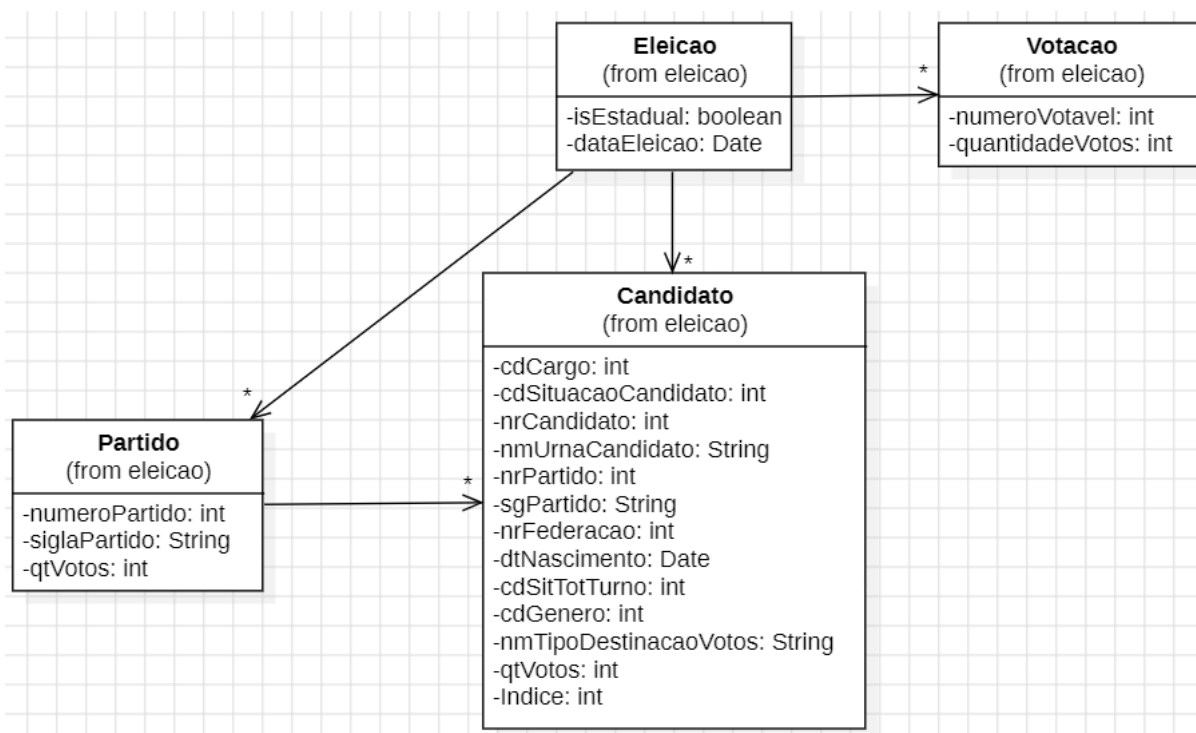 Eleicao
(from eleicao)
-isEstadual: boolean
-dataEleicao: Date
Votacao
(from eleicao)
-numeroVotavel: int
-quantidadeVotos: int
*
*
*
*
Partido
(from eleicao)
-numeroPartido: int
-siglaPartido: String
-qtVotos: int
Candidato
(from eleicao)
-cdCargo: int
-cdSituacaoCandidato: int
-nrCandidato: int
-nmUrnaCandidato: String
-nrPartido: int
-sgPartido: String
-nrFederacao: int
-dtNascimento: Date
-cdSitTotTurno: int
-cdGenero: int
-nmTipoDestinacaoVotos: String
-qtVotos: int
-Indice: int